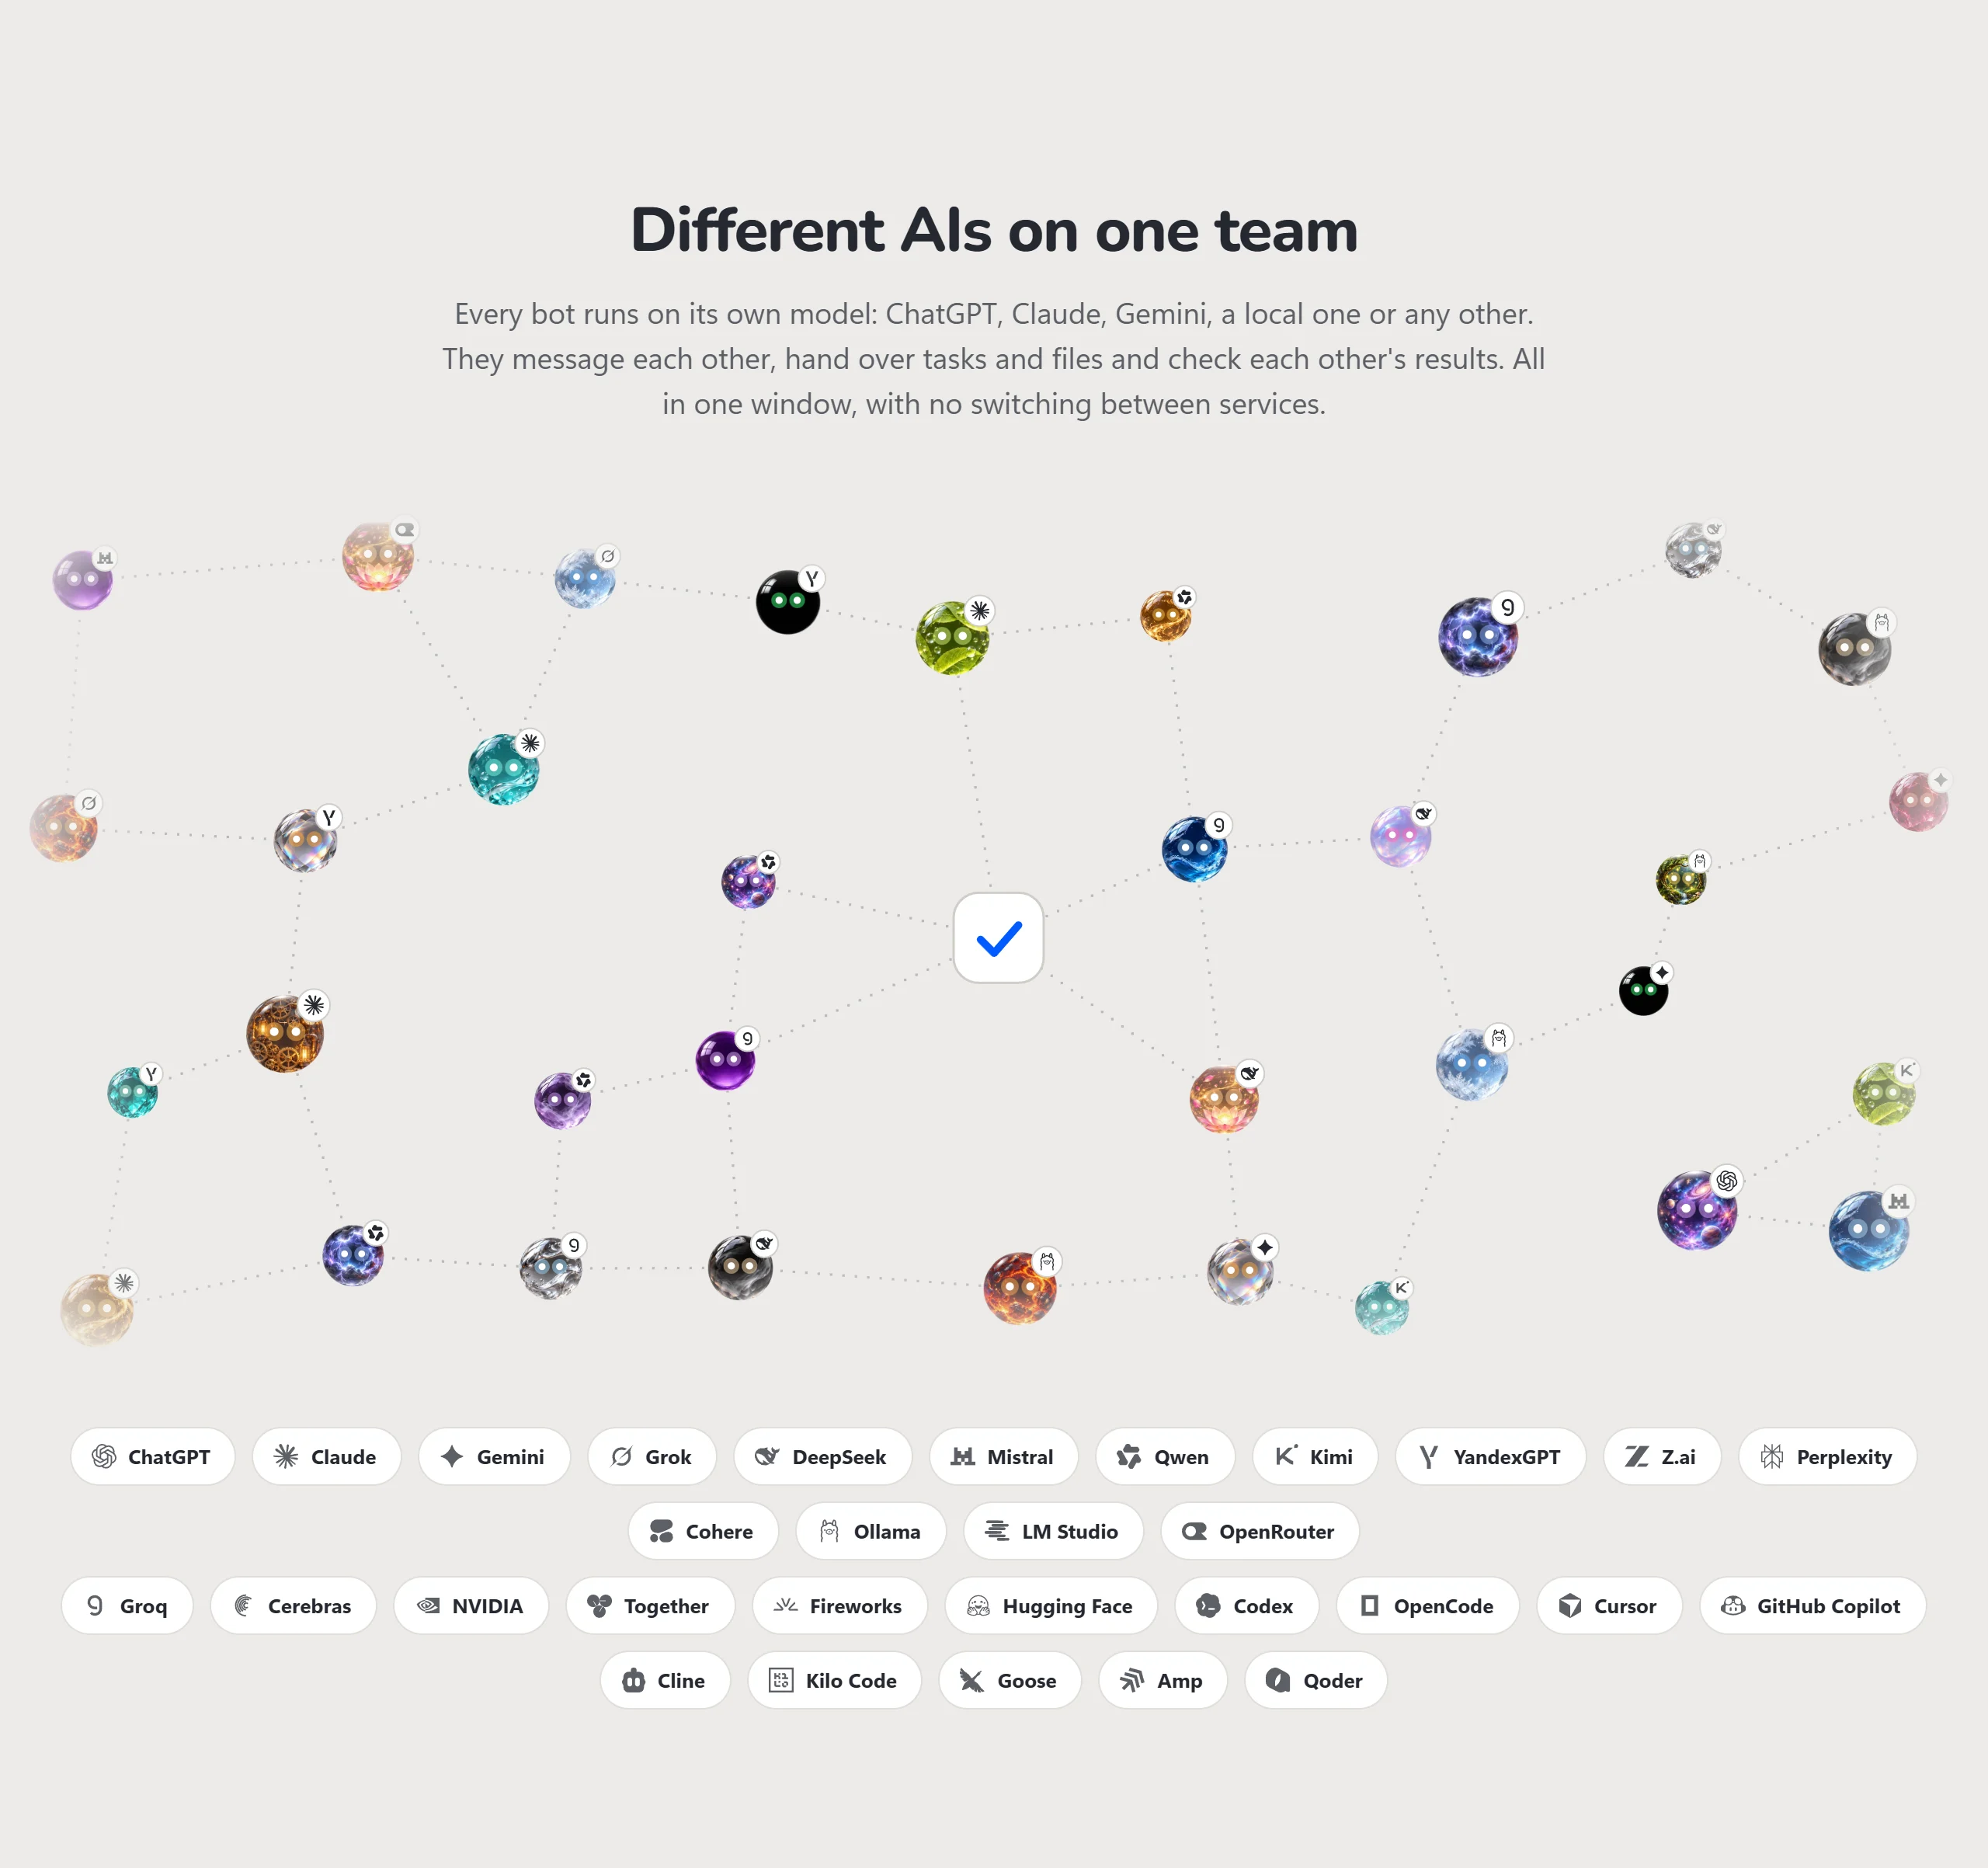 Different AIs on one team
Every bot runs on its own model: ChatGPT, Claude, Gemini, a local one or any other.
They message each other, hand over tasks and files and check each other's results. All
in one window, with no switching between services.
ChatGPT Claude Gemini Grok DeepSeek Mistral Qwen Kimi YandexGPT Z.ai Perplexity
Cohere Ollama LM Studio OpenRouter
Groq Cerebras NVIDIA Together Fireworks Hugging Face Codex OpenCode Cursor GitHub Copilot
Cline Kilo Code Goose Amp Qoder